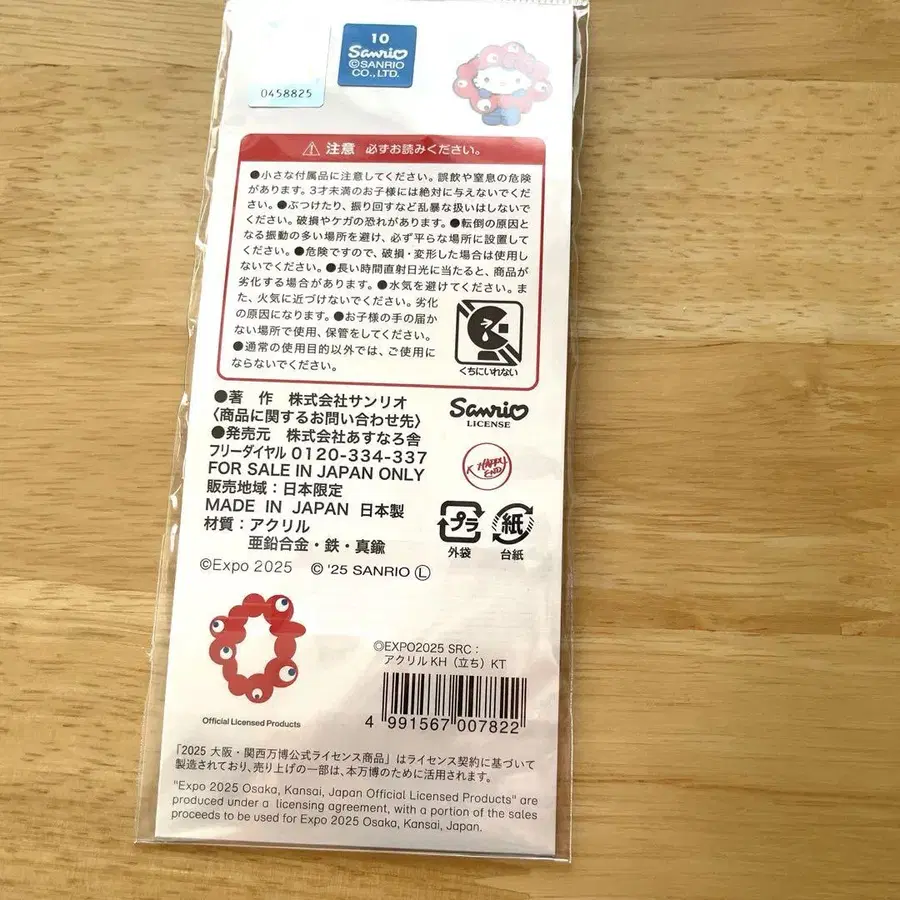 0458825
10
Sanrio
©SANRIO
CO.,LTD.
⚠注意 必ずお読みください。
●小さな付属品に注意してください。誤飲や窒息の危険
があります。3才未満のお子様には絶対に与えないでくだ
さい。●ぶつけたり、振り回すなど乱暴な扱いはしないで
ください。破損やケガの恐れがあります。●転倒の原因と
なる振動の多い場所を避け、必ず平らな場所に設置して
ください。●危険ですので、破損・変形した場合は使用し
ないでください。●長い時間直射日光に当たると、商品が
劣化する場合があります。●水気を避けてください。ま
た、火気に近づけないでください。劣化
の原因になります。●お子様の手の届か
ない場所で使用、保管をしてください。
●通常の使用目的以外では、ご使用に
ならないでください。
くちにいれない
●著 作 株式会社サンリオ
〈商品に関するお問い合わせ先〉
●発売元 株式会社あすなろ舎
フリーダイヤル 0120-334-337
FOR SALE IN JAPAN ONLY
販売地域：日本限定
MADE IN JAPAN 日本製
材質：アクリル
亜鉛合金・鉄・真鍮
©Expo 2025 © '25 SANRIO Ⓛ
Sanrio
LICENSE
HAPPY
END
プラ
外袋
紙
台紙
Official Licensed Products
©EXPO2025 SRC：
アクリルKH（立ち）KT
4 991567 007822
「2025 大阪・関西万博公式ライセンス商品」はライセンス契約に基づいて
製造されており、売り上げの一部は、本万博のために活用されます。
"Expo 2025 Osaka, Kansai, Japan Official Licensed Products" are
produced under a licensing agreement, with a portion of the sales
proceeds to be used for Expo 2025 Osaka, Kansai, Japan.